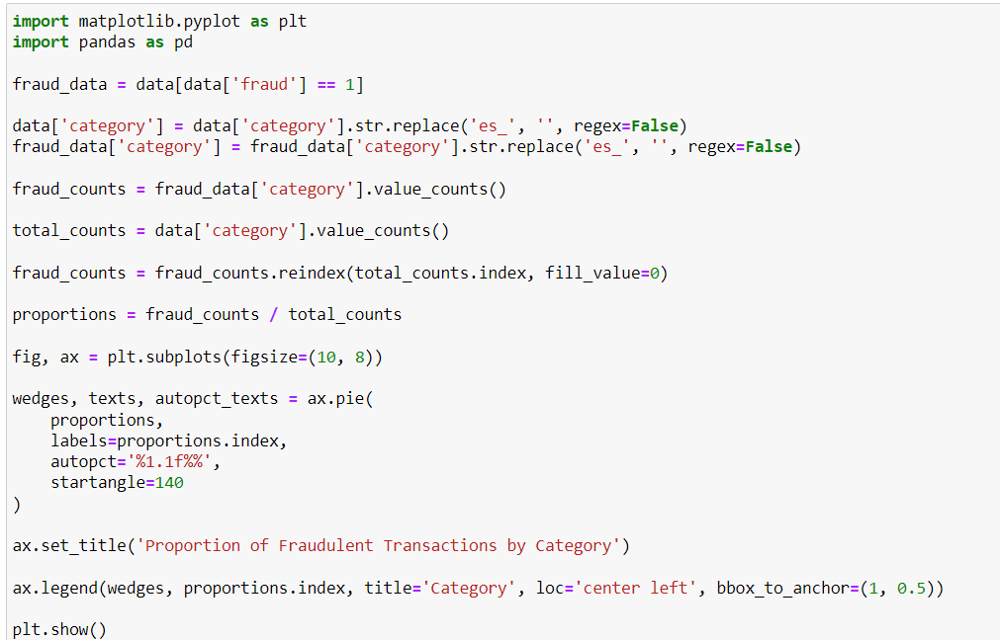 import matplotlib.pyplot as plt
import pandas as pd
fraud_data = data[data['fraud'] == 1]
data['category'] = data['category'].str.replace('es_', '', regex=False)
fraud_data['category'] = fraud_data['category'].str.replace('es_', '', regex=False)
fraud_counts = fraud_data['category'].value_counts()
total_counts = data['category'].value_counts()
fraud_counts = fraud_counts.reindex(total_counts.index, fill_value=0)
proportions = fraud_counts / total_counts
fig, ax = plt.subplots(figsize=(10, 8))
wedges, texts, autopct_texts = ax.pie(
    proportions,
    labels=proportions.index,
    autopct='%1.1f%%',
    startangle=140
)
ax.set_title('Proportion of Fraudulent Transactions by Category')
ax.legend(wedges, proportions.index, title='Category', loc='center left', bbox_to_anchor=(1, 0.5))
plt.show()